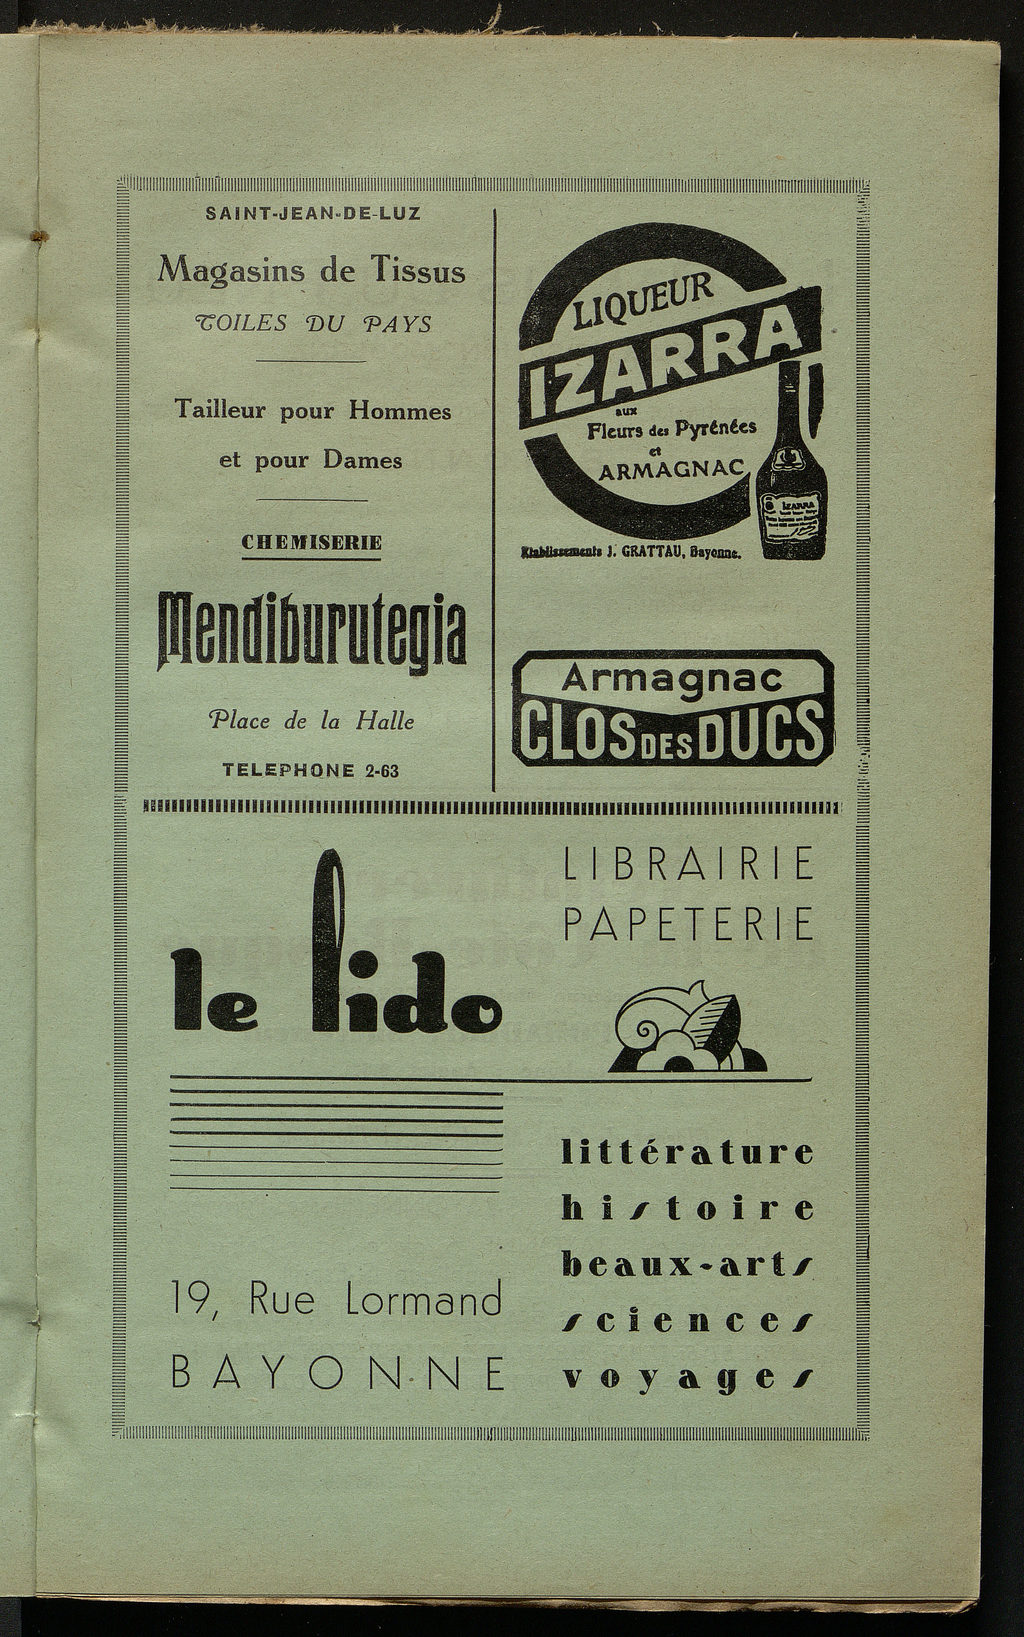 SAINT-JEAN-DE-LUZ
Magasins de Tissus
TOILES DU PAYS
Tailleur pour Hommes
et pour Dames
CHEMISERIE
Mendiburutegia
Place de la Halle
TELEPHONE 2-63
LIQUEUR
IZARRA
aux
Fleurs des Pyrénées
et
ARMAGNAC
IZARRA
Etablissements J. GRATTAU, Bayonne.
Armagnac
CLOS DES DUCS
le lido
LIBRAIRIE
PAPETERIE
littérature
histoire
beaux-arts
sciences
voyages
19, Rue Lormand
BAYONNE